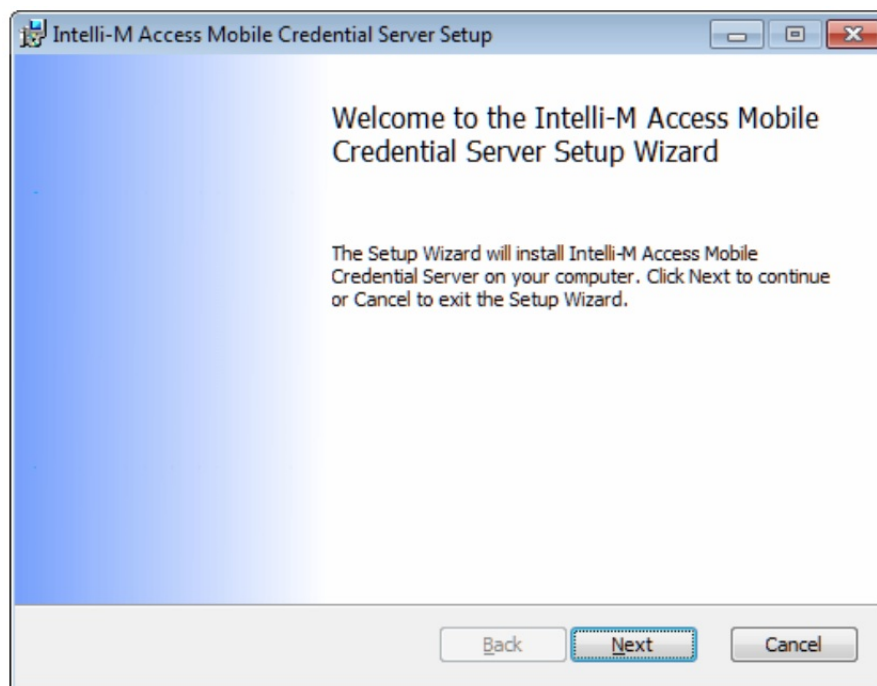 Intelli-M Access Mobile Credential Server Setup
Welcome to the Intelli-M Access Mobile
Credential Server Setup Wizard
The Setup Wizard will install Intelli-M Access Mobile
Credential Server on your computer. Click Next to continue
or Cancel to exit the Setup Wizard.
Back Next Cancel